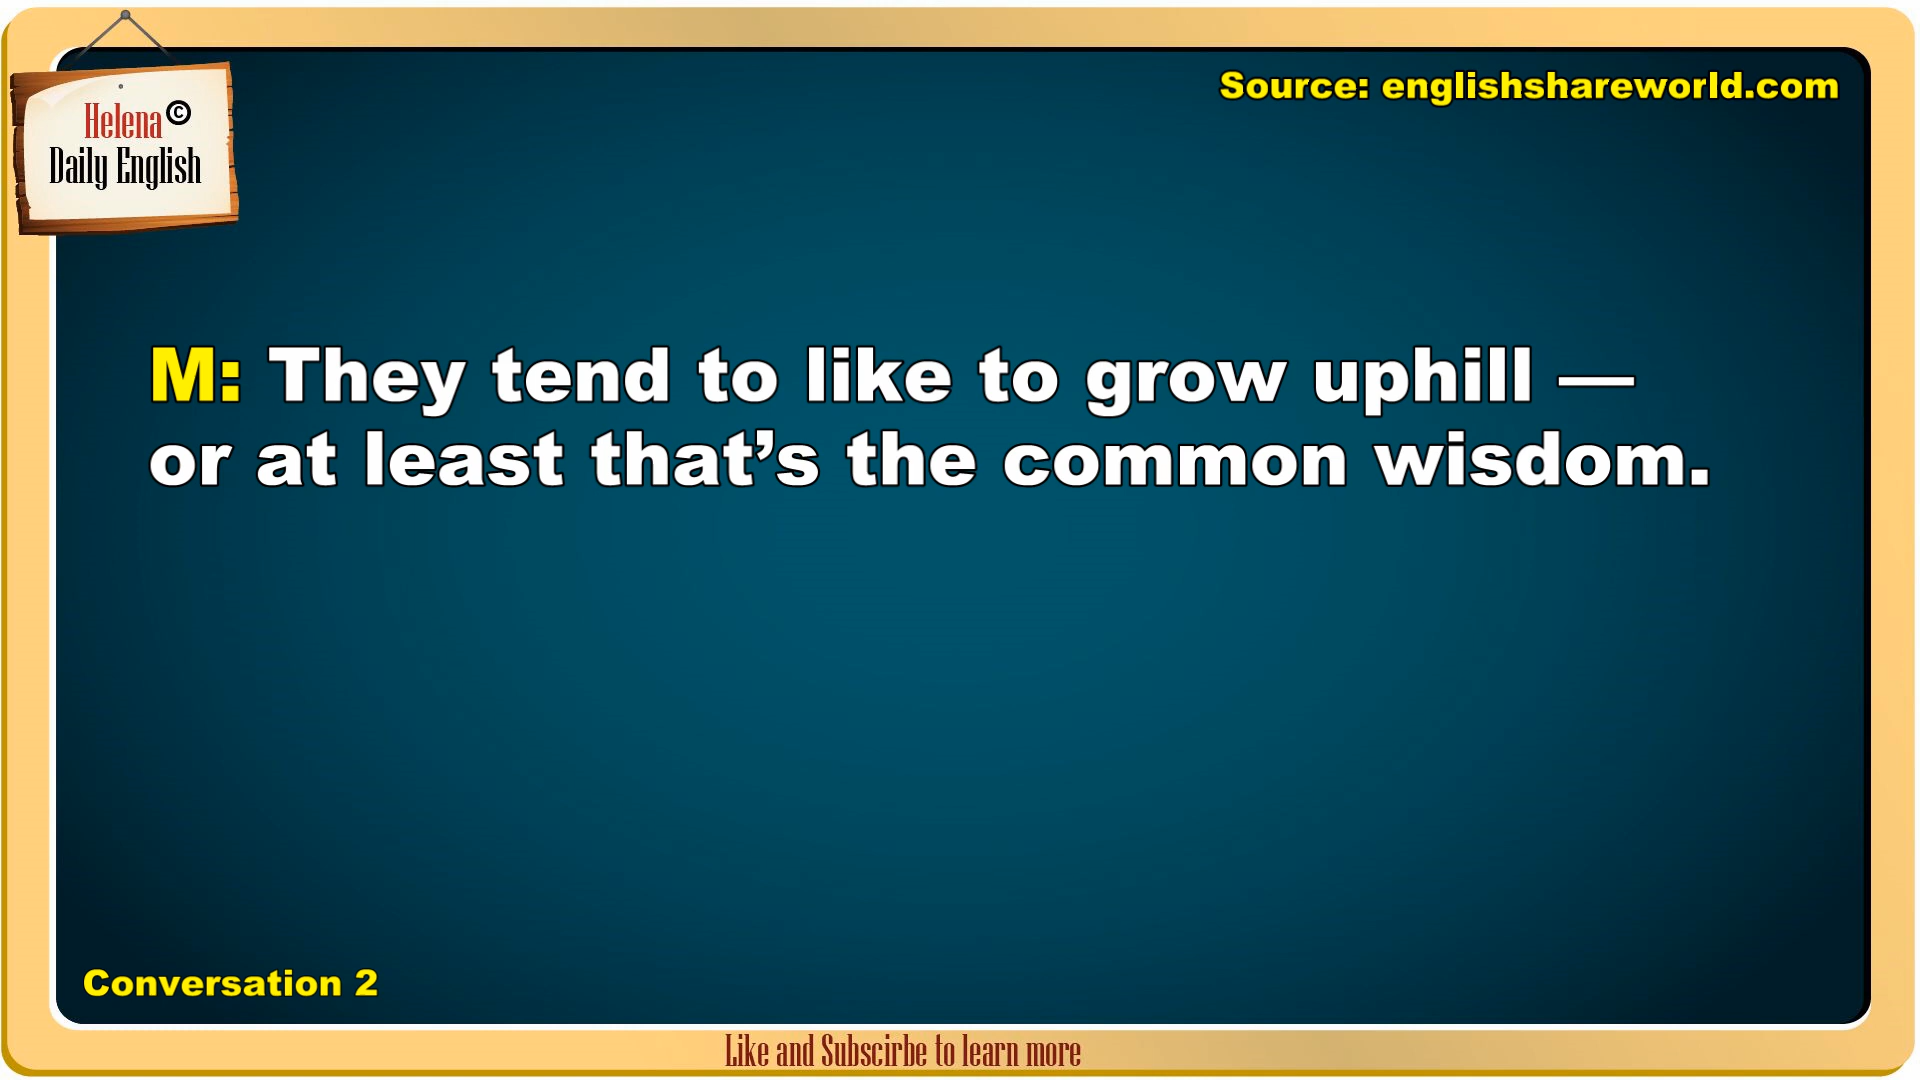 Source: englishshareworld.com
Helena©
Daily English
M: They tend to like to grow uphill —
or at least that’s the common wisdom.
Conversation 2
Like and Subscirbe to learn more